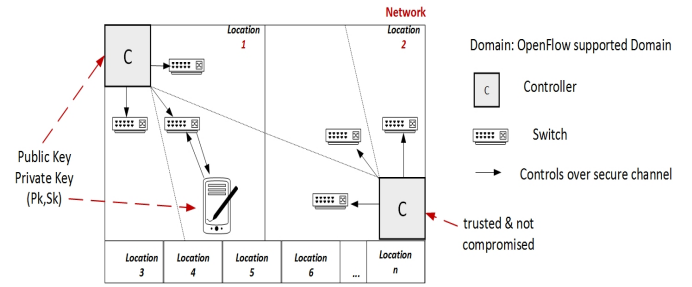 Network
Location
1
Location
2
C
Domain: OpenFlow supported Domain
C
Controller
Switch
Public Key
Private Key
(Pk,Sk)
Controls over secure channel
C
trusted & not
compromised
Location
3
Location
4
Location
5
Location
6
...
Location
n